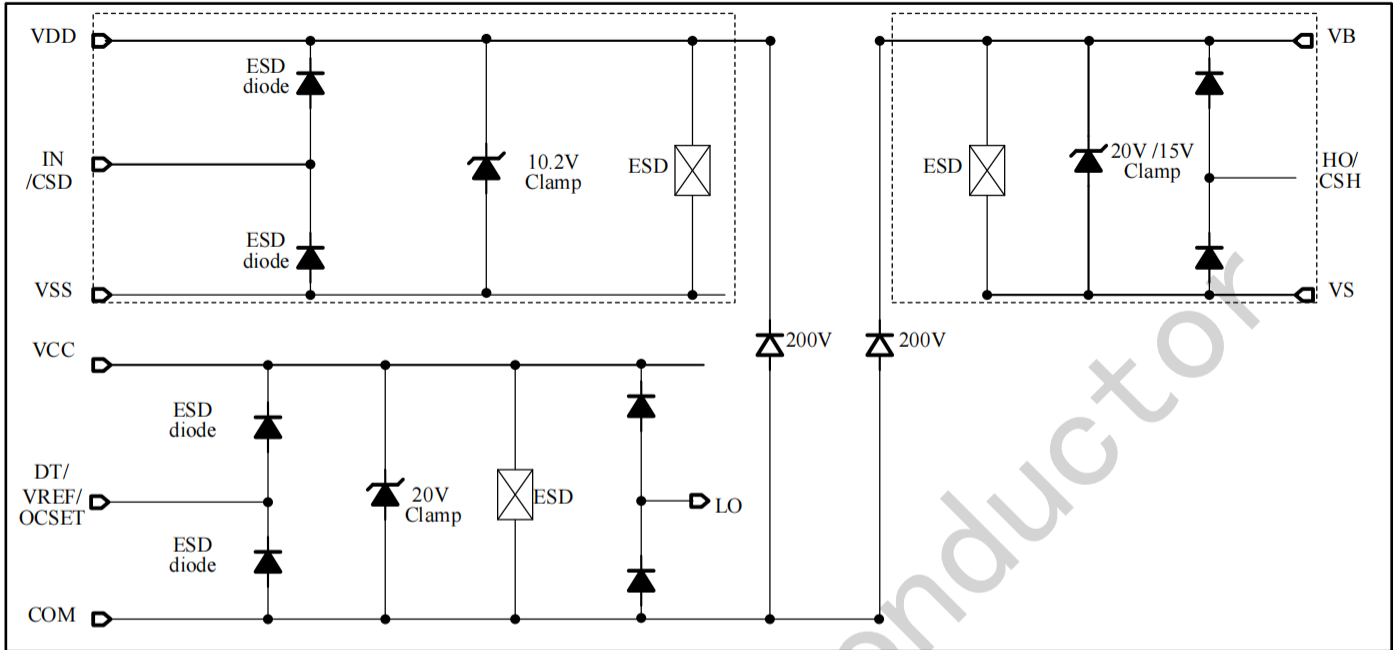 VDD
ESD
diode
IN
/CSD
10.2V
Clamp
ESD
ESD
diode
VSS
VB
ESD
20V /15V
Clamp
HO/
CSH
VS
200V
200V
VCC
ESD
diode
DT/
VREF/
OCSET
20V
Clamp
ESD
LO
ESD
diode
COM